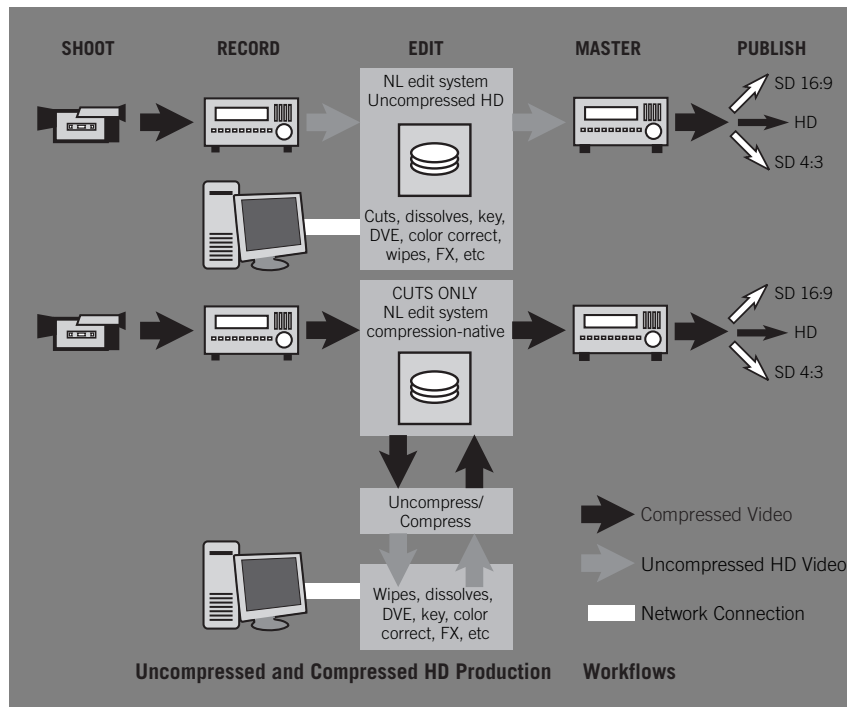 SHOOT RECORD EDIT MASTER PUBLISH
NL edit system
Uncompressed HD
SD 16:9
HD
SD 4:3
Cuts, dissolves, key,
DVE, color correct,
wipes, FX, etc
CUTS ONLY
NL edit system
compression-native
SD 16:9
HD
SD 4:3
Uncompress/
Compress
Wipes, dissolves,
DVE, key, color
correct, FX, etc
Compressed Video
Uncompressed HD Video
Network Connection
Uncompressed and Compressed HD Production Workflows